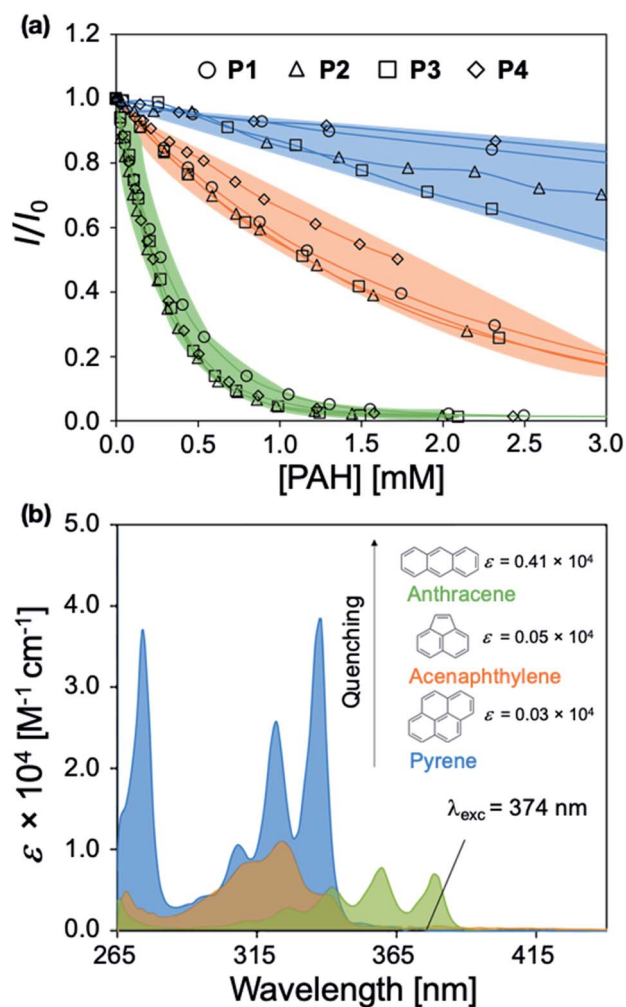 (a)
1.2
1.0
0.8
0.6
0.4
0.2
0.0
I/I₀
P1 P2 P3 P4
0.0 0.5 1.0 1.5 2.0 2.5 3.0
[PAH] [mM]
(b)
5.0
4.0
3.0
2.0
1.0
0.0
ε × 10⁴ [M⁻¹ cm⁻¹]
Quenching
ε = 0.41 × 10⁴
Anthracene
ε = 0.05 × 10⁴
Acenaphthylene
ε = 0.03 × 10⁴
Pyrene
λexc = 374 nm
265 315 365 415
Wavelength [nm]